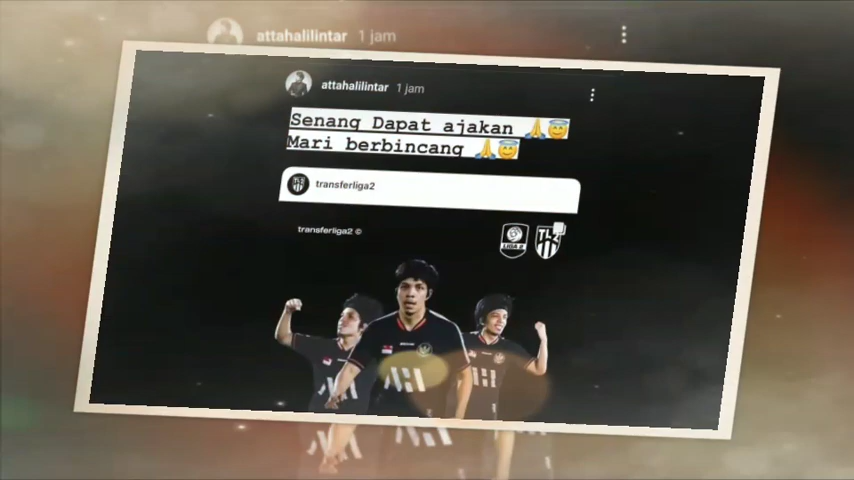 attahalilintar 1 jam
attahalilintar 1 jam
Senang Dapat ajakan 🙏😇
Mari berbincang 🙏😇
transferliga2
transferliga2 ©
LIGA 2